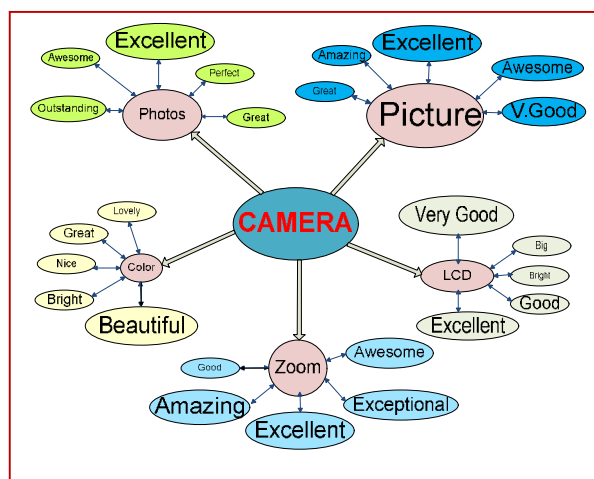 Excellent
Awesome
Perfect
Outstanding
Photos
Great
Amazing
Excellent
Awesome
Great
Picture
V.Good
CAMERA
Lovely
Great
Nice
Color
Bright
Beautiful
Very Good
Big
LCD
Bright
Good
Excellent
Good
Zoom
Awesome
Amazing
Exceptional
Excellent